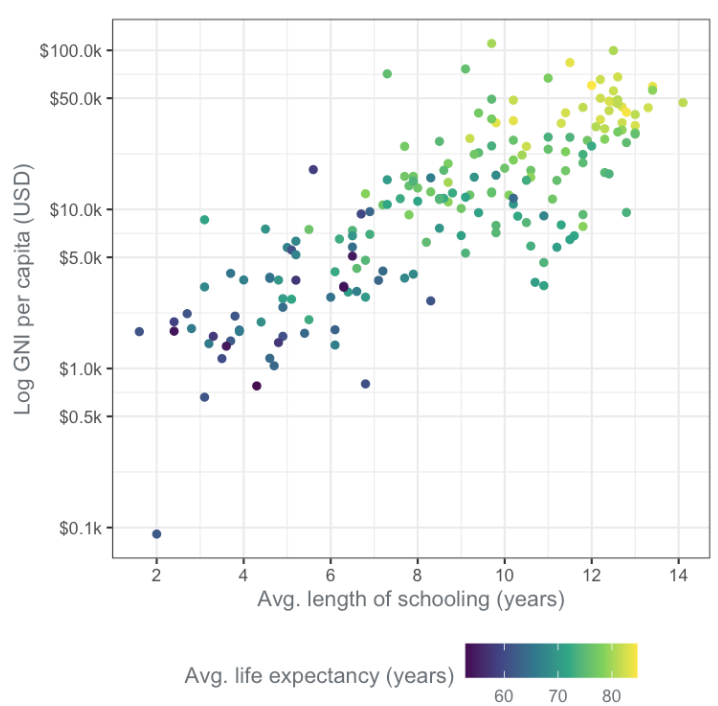 Log GNI per capita (USD)
$100.0k
$50.0k
$10.0k
$5.0k
$1.0k
$0.5k
$0.1k
2 4 6 8 10 12 14
Avg. length of schooling (years)
Avg. life expectancy (years)
60 70 80